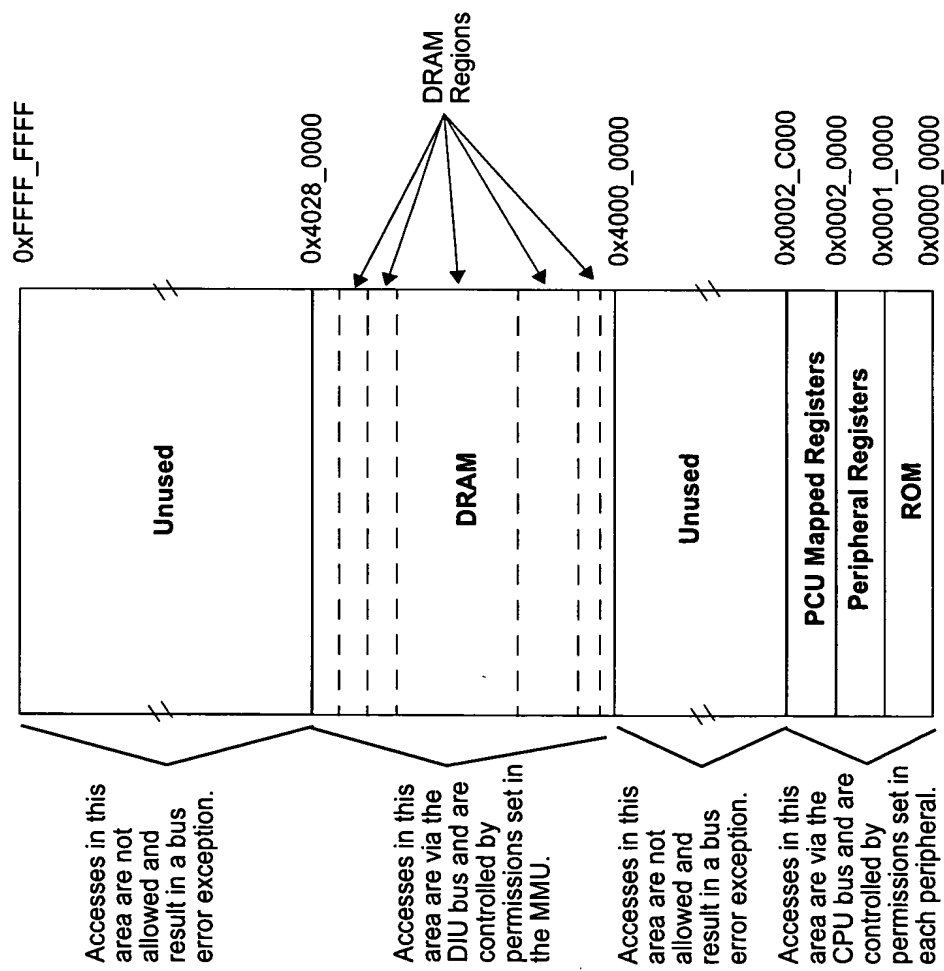 Accesses in this
area are not
allowed and
result in a bus
error exception.
Accesses in this
area are via the
DIU bus and are
controlled by
permissions set in
the MMU.
Accesses in this
area are not
allowed and
result in a bus
error exception.
Accesses in this
area are via the
CPU bus and are
controlled by
permissions set in
each peripheral.
Unused
DRAM
Unused
PCU Mapped Registers
Peripheral Registers
ROM
0xFFFF_FFFF
0x4028_0000
DRAM
Regions
0x4000_0000
0x0002_C000
0x0002_0000
0x0001_0000
0x0000_0000